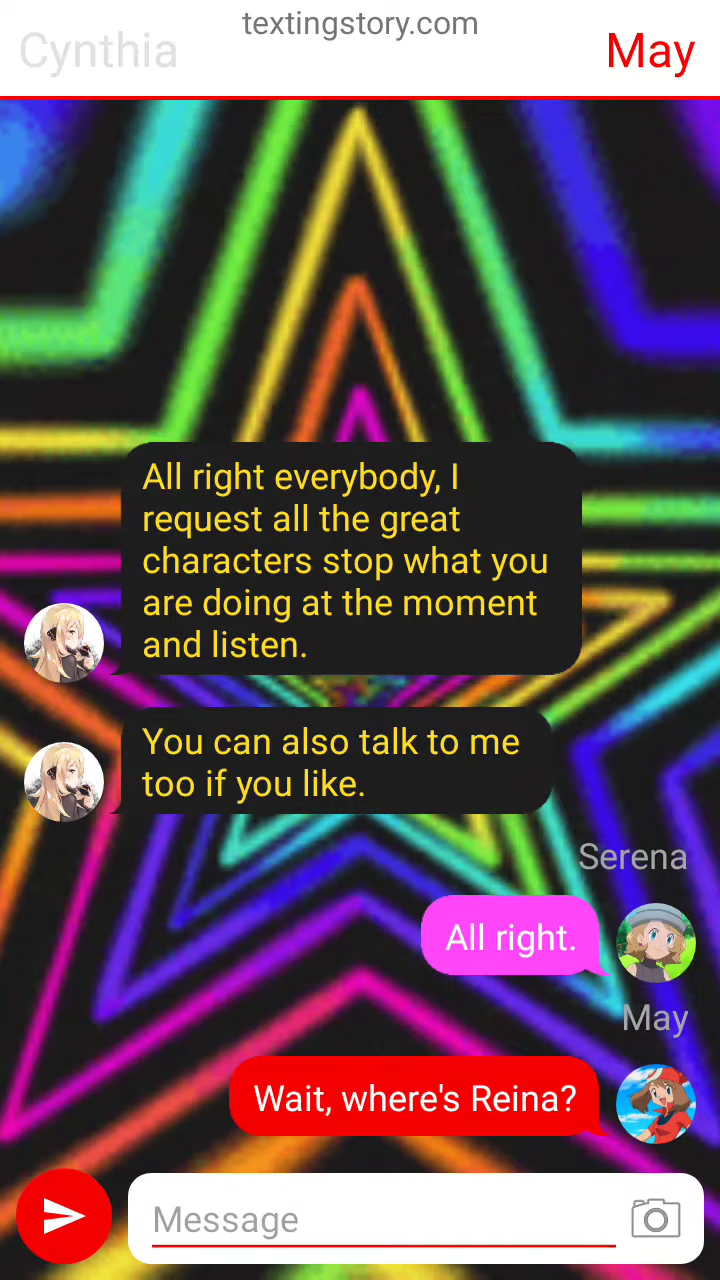 textingstory.com
Cynthia
May
All right everybody, I
request all the great
characters stop what you
are doing at the moment
and listen.
You can also talk to me
too if you like.
Serena
All right.
May
Wait, where's Reina?
Message